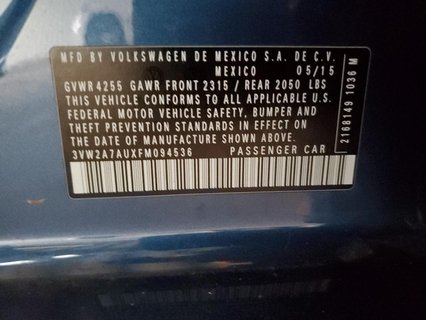 MFD BY VOLKSWAGEN DE MEXICO S.A. DE C.V.
MEXICO 05/15
GVWR 4255 GAWR FRONT 2315 / REAR 2050 LBS
THIS VEHICLE CONFORMS TO ALL APPLICABLE U.S.
FEDERAL MOTOR VEHICLE SAFETY, BUMPER AND
THEFT PREVENTION STANDARDS IN EFFECT ON
THE DATE OF MANUFACTURE SHOWN ABOVE.
3VW2A7AUXFM094536 PASSENGER CAR
2168149 1036 M